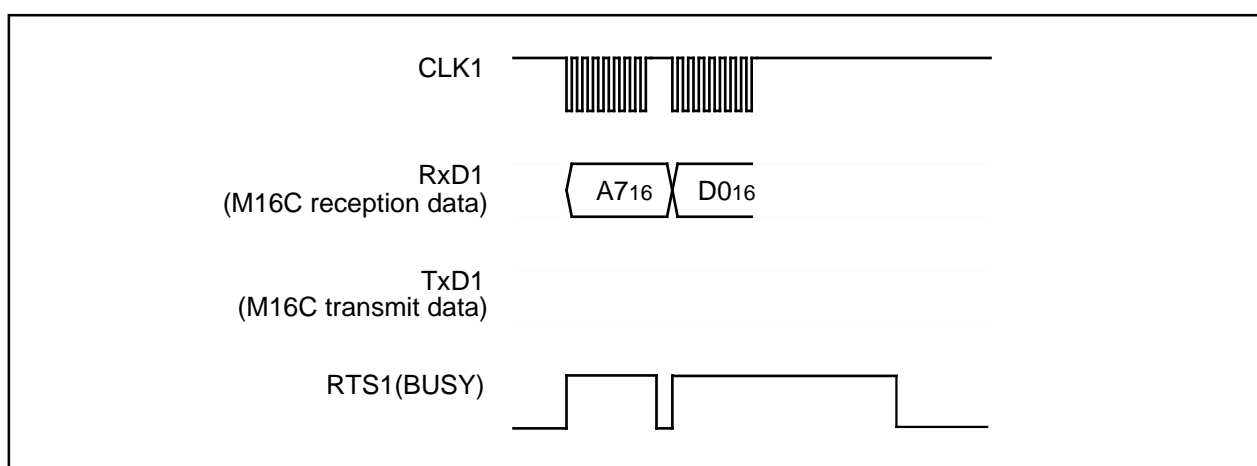 CLK1
RxD1
(M16C reception data)
A716
D016
TxD1
(M16C transmit data)
RTS1(BUSY)